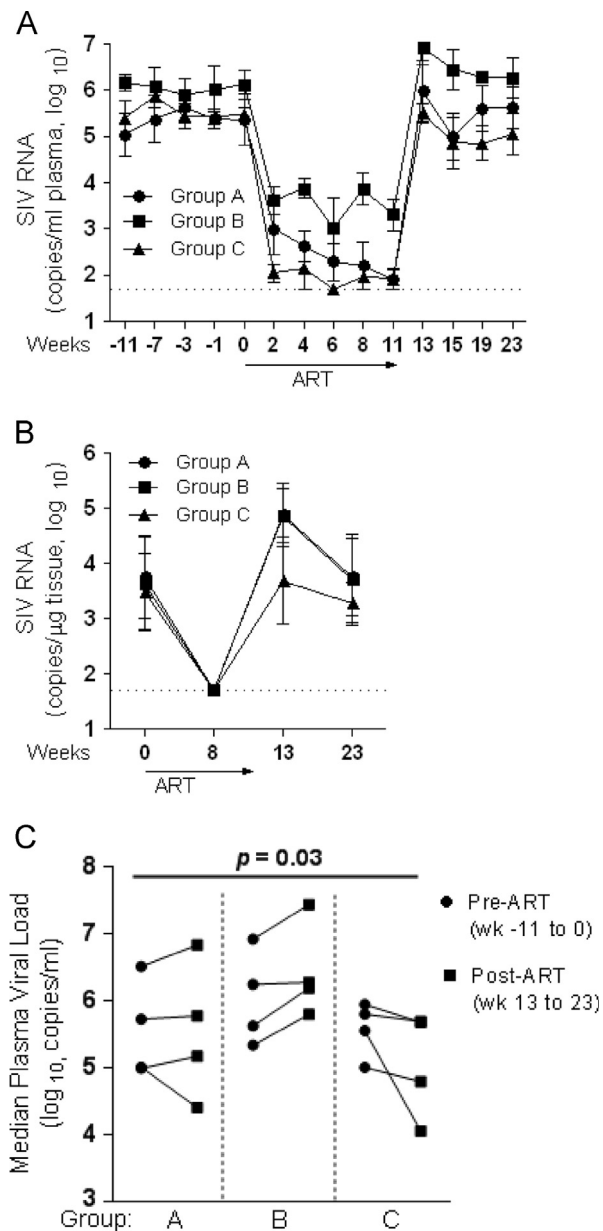 A
SIV RNA
(copies/ml plasma, log 10)
7
6
5
4
3
2
1
Group A
Group B
Group C
Weeks -11 -7 -3 -1 0 2 4 6 8 11 13 15 19 23
ART
B
SIV RNA
(copies/µg tissue, log 10)
6
5
4
3
2
1
Group A
Group B
Group C
Weeks 0 8 13 23
ART
C
p = 0.03
Median Plasma Viral Load
(log10, copies/ml)
8
7
6
5
4
3
Pre-ART
(wk -11 to 0)
Post-ART
(wk 13 to 23)
Group: A B C